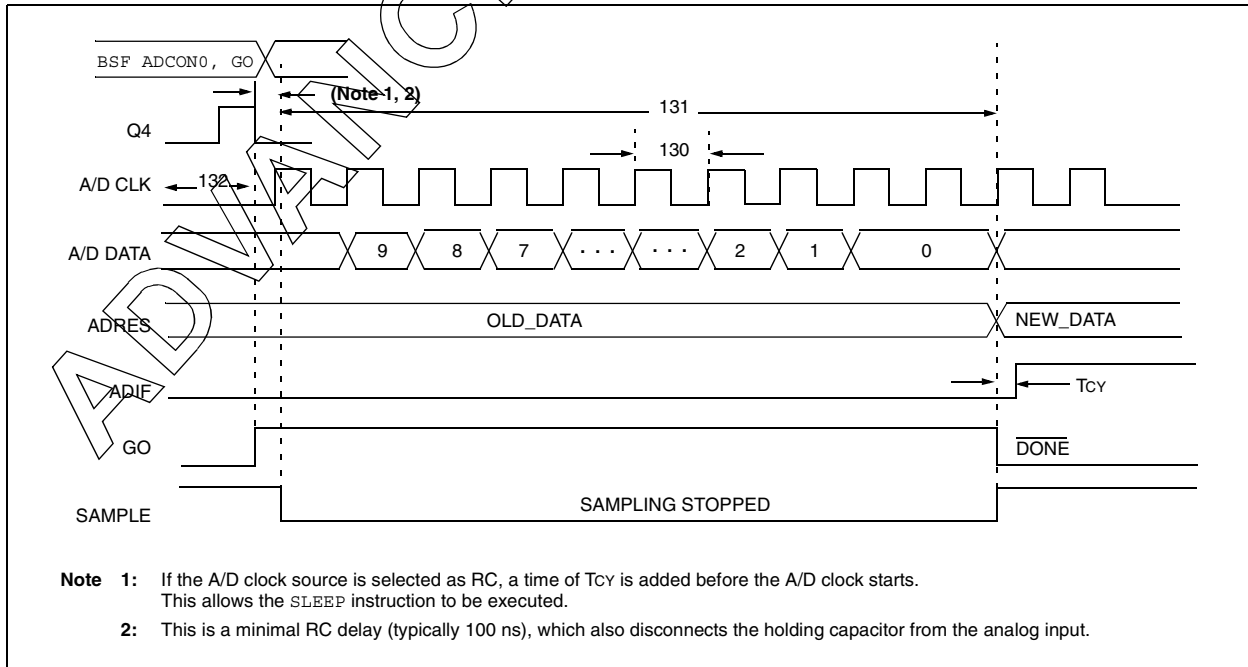 BSF ADCON0, GO
(Note 1, 2)
131
Q4
130
A/D CLK
132
A/D DATA
9 8 7 . . . . . . 2 1 0
ADRES
OLD_DATA
NEW_DATA
ADIF
TCY
GO
DONE
SAMPLE
SAMPLING STOPPED
Note 1: If the A/D clock source is selected as RC, a time of TCY is added before the A/D clock starts.
This allows the SLEEP instruction to be executed.
2: This is a minimal RC delay (typically 100 ns), which also disconnects the holding capacitor from the analog input.